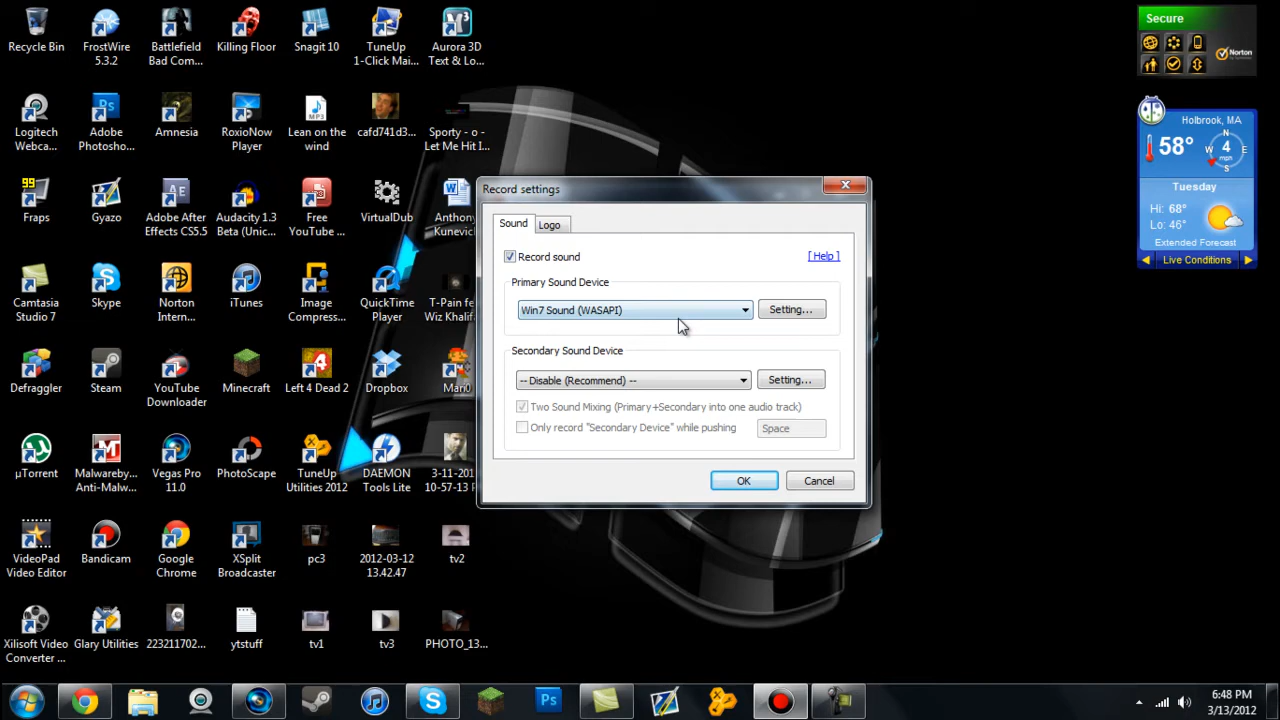 Recycle Bin
FrostWire
5.3.2
Battlefield
Bad Com...
Killing Floor
Snagit 10
TuneUp
1-Click Mai...
Aurora 3D
Text & Lo...
Logitech
Webca...
Adobe
Photosho...
Amnesia
RoxioNow
Player
MP3
Lean on the
wind
cafd741d3...
Sporty - o -
Let Me Hit I...
99
Fraps
Gyazo
Adobe After
Effects CS5.5
Audacity 1.3
Beta (Unic...
Free
YouTube ...
VirtualDub
Anthony
Kunevich...
Camtasia
Studio 7
Skype
Norton
Intern...
iTunes
Image
Compress...
QuickTime
Player
T-Pain fe
Wiz Khalif
Defraggler
Steam
YouTube
Downloader
Minecraft
Left 4 Dead 2
Dropbox
Mari0
µTorrent
Malwareby...
Anti-Malw...
Vegas Pro
11.0
PhotoScape
TuneUp
Utilities 2012
DAEMON
Tools Lite
3-11-201
10-57-13 P
VideoPad
Video Editor
Bandicam
Google
Chrome
XSplit
Broadcaster
pc3
2012-03-12
13.42.47
tv2
Xilisoft Video
Converter ...
Glary Utilities
223211702...
ytstuff
tv1
tv3
PHOTO_13...
Record settings
Sound
Logo
Record sound
[ Help ]
Primary Sound Device
Win7 Sound (WASAPI)
Setting...
Secondary Sound Device
-- Disable (Recommend) --
Setting...
Two Sound Mixing (Primary+Secondary into one audio track)
Only record "Secondary Device" while pushing
Space
OK
Cancel
Secure
Norton
Holbrook, MA
58°
N
W 4 E
mph
S
Tuesday
Hi: 68°
Lo: 46°
Extended Forecast
Live Conditions
Ps
6:48 PM
3/13/2012